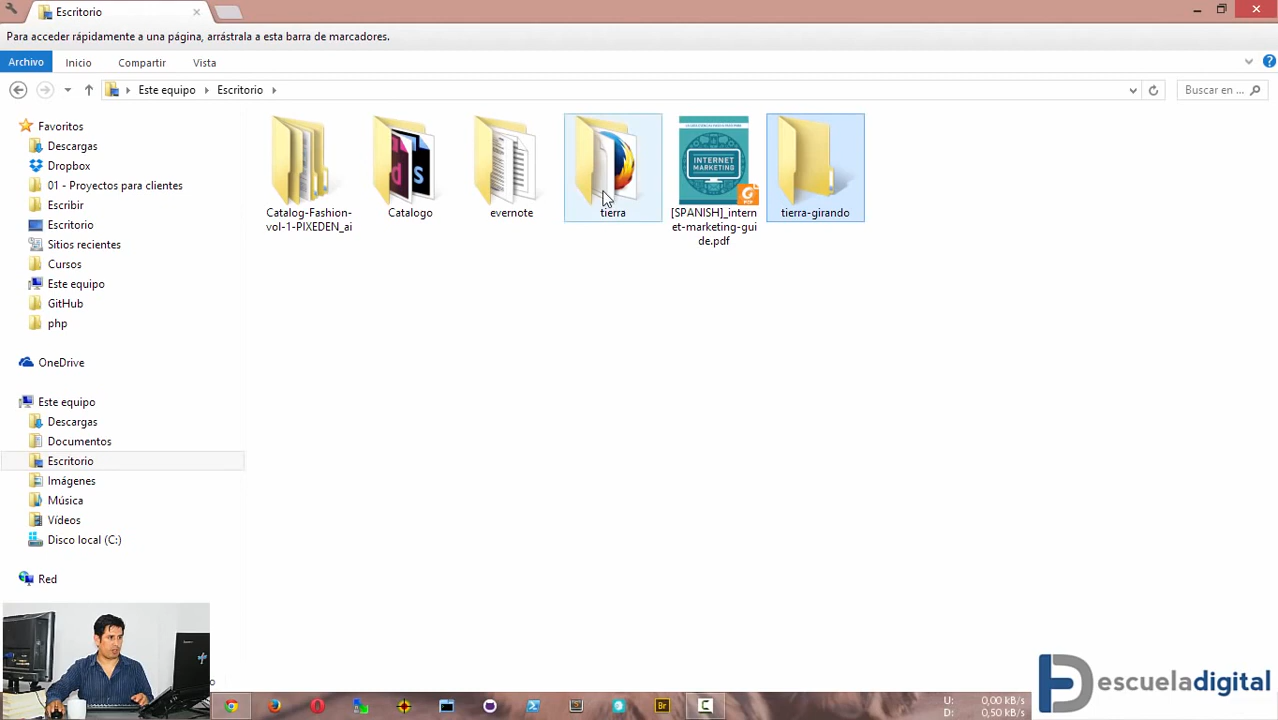 Escritorio
Para acceder rápidamente a una página, arrástrala a esta barra de marcadores.
Archivo
Inicio
Compartir
Vista
Este equipo
Escritorio
Buscar en ...
Favoritos
Descargas
Dropbox
01 - Proyectos para clientes
Escribir
Escritorio
Sitios recientes
Cursos
Este equipo
GitHub
php
OneDrive
Este equipo
Descargas
Documentos
Escritorio
Imágenes
Música
Vídeos
Disco local (C:)
Red
Catalog-Fashion-
vol-1-PIXEDEN_ai
Catalogo
evernote
tierra
INTERNET
MARKETING
[SPANISH]_intern
et-marketing-gui
de.pdf
tierra-girando
Br
U: 0,00 kB/s
D: 0,50 kB/s
escueladigital